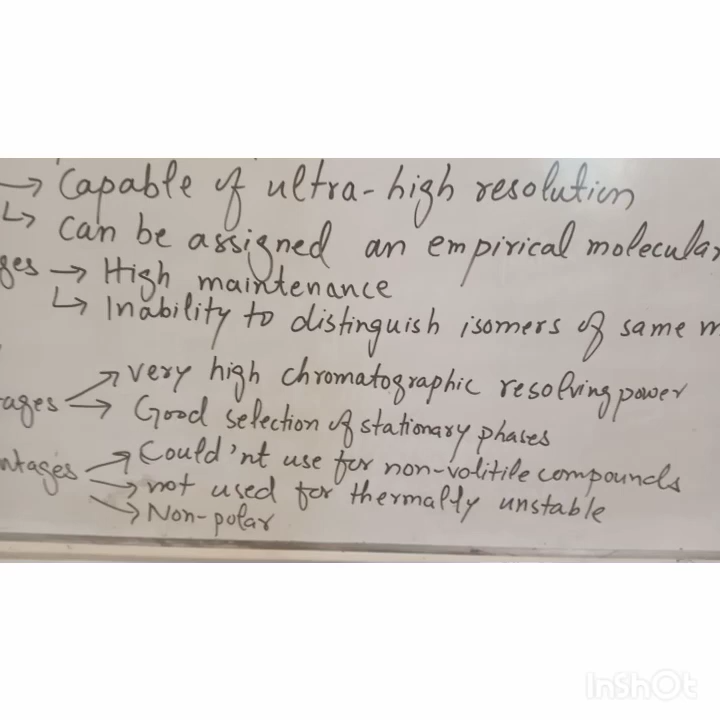 → Capable of ultra-high resolution
↳ can be assigned an empirical molecular
ges → High maintenance
↳ Inability to distinguish isomers of same m
ages → very high chromatographic resolving power
→ Good selection of stationary phases
ntages → Could'nt use for non-volitile compounds
→ not used for thermally unstable
→ Non-polar
InShOt